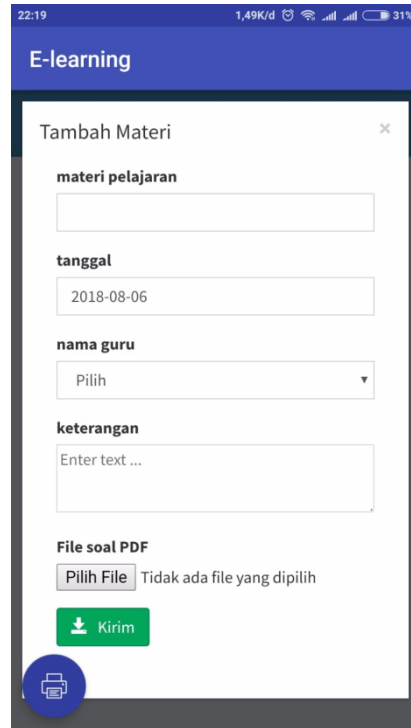 22:19 1,49K/d 31%
E-learning
Tambah Materi ×
materi pelajaran
tanggal
2018-08-06
nama guru
Pilih
keterangan
Enter text ...
File soal PDF
Pilih File Tidak ada file yang dipilih
Kirim